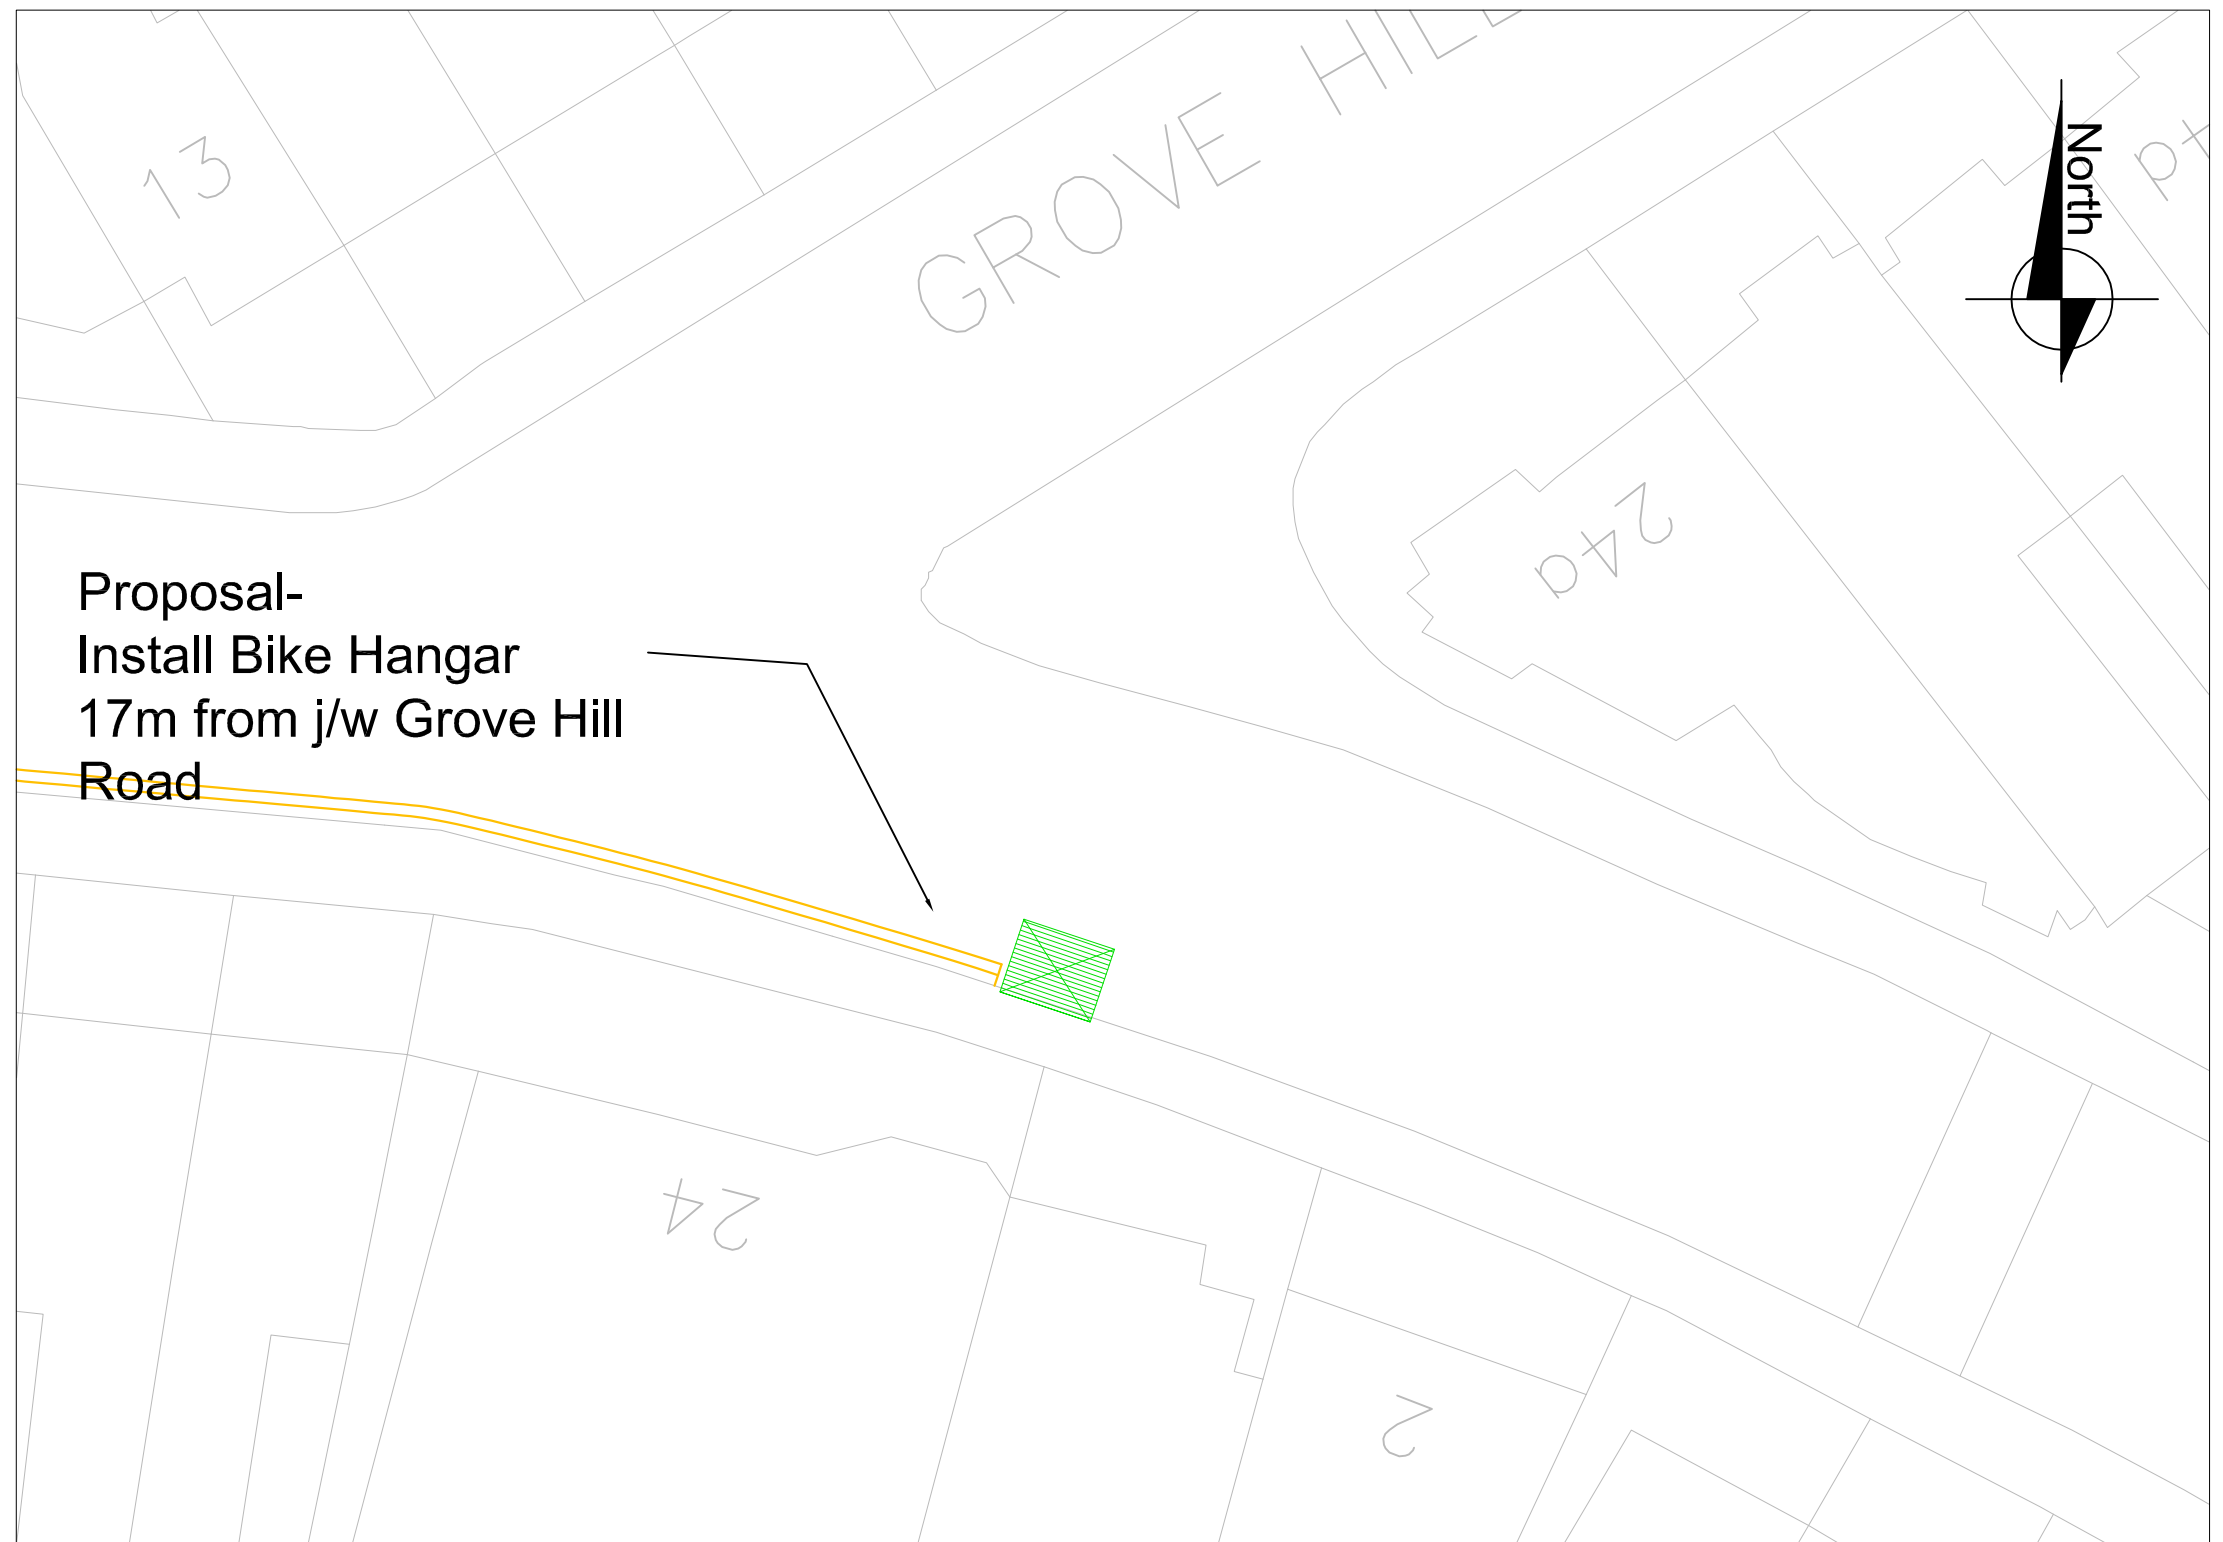 GROVE HILL
13
North
24a
Proposal-
Install Bike Hangar
17m from j/w Grove Hill
Road
24
2